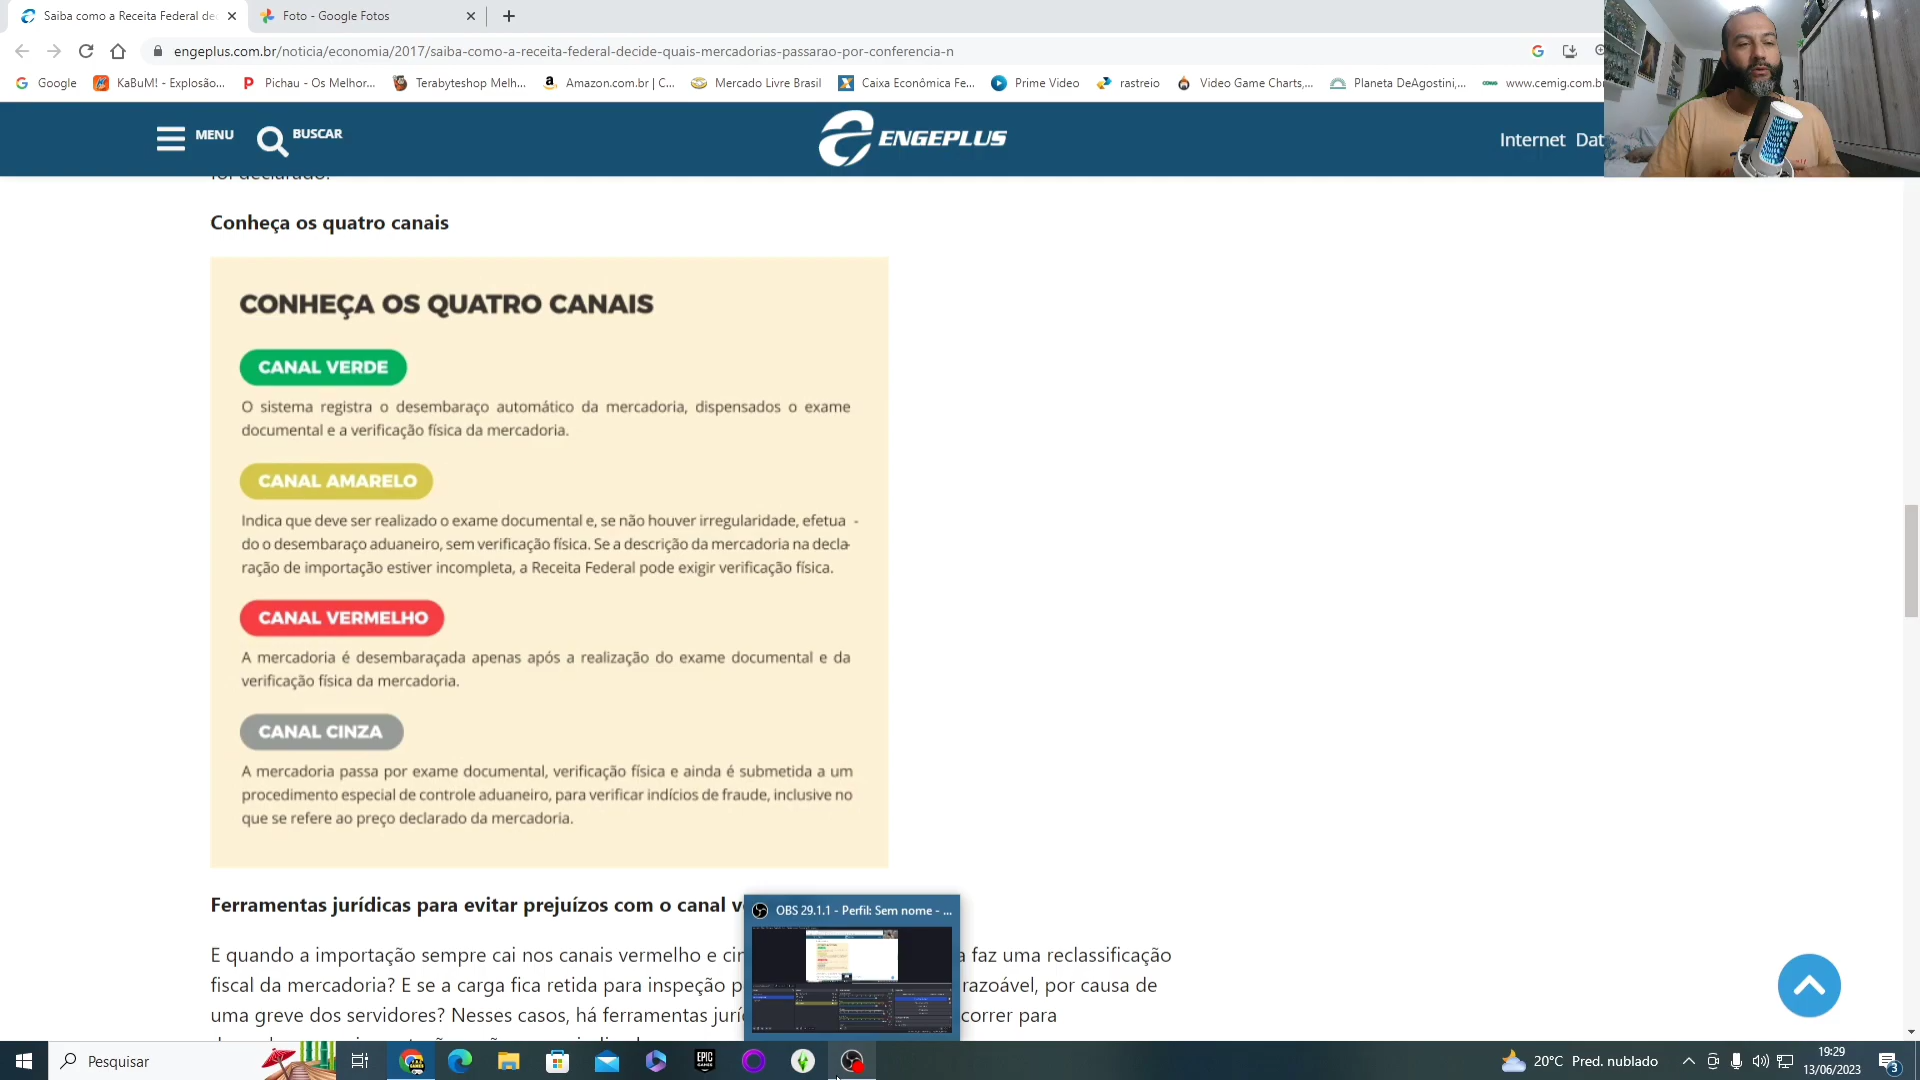 Saiba como a Receita Federal de
Foto - Google Fotos
engeplus.com.br/noticia/economia/2017/saiba-como-a-receita-federal-decide-quais-mercadorias-passarao-por-conferencia-n
Google
KaBuM! - Explosão...
Pichau - Os Melhor...
Terabyteshop Melh...
Amazon.com.br | C...
Mercado Livre Brasil
Caixa Econômica Fe...
Prime Video
rastreio
Video Game Charts,...
Planeta DeAgostini,...
www.cemig.com.br
MENU
BUSCAR
ENGEPLUS
Internet Dat
foi declarado.
Conheça os quatro canais
CONHEÇA OS QUATRO CANAIS
CANAL VERDE
O sistema registra o desembaraço automático da mercadoria, dispensados o exame
documental e a verificação física da mercadoria.
CANAL AMARELO
Indica que deve ser realizado o exame documental e, se não houver irregularidade, efetua -
do o desembaraço aduaneiro, sem verificação física. Se a descrição da mercadoria na decla-
ração de importação estiver incompleta, a Receita Federal pode exigir verificação física.
CANAL VERMELHO
A mercadoria é desembaraçada apenas após a realização do exame documental e da
verificação física da mercadoria.
CANAL CINZA
A mercadoria passa por exame documental, verificação física e ainda é submetida a um
procedimento especial de controle aduaneiro, para verificar indícios de fraude, inclusive no
que se refere ao preço declarado da mercadoria.
Ferramentas jurídicas para evitar prejuízos com o canal v
OBS 29.1.1 - Perfil: Sem nome - ...
E quando a importação sempre cai nos canais vermelho e ci a faz uma reclassificação
fiscal da mercadoria? E se a carga fica retida para inspeção p razoável, por causa de
uma greve dos servidores? Nesses casos, há ferramentas jurí correr para
Pesquisar
EPIC GAMES
20°C Pred. nublado
19:29
13/06/2023
3